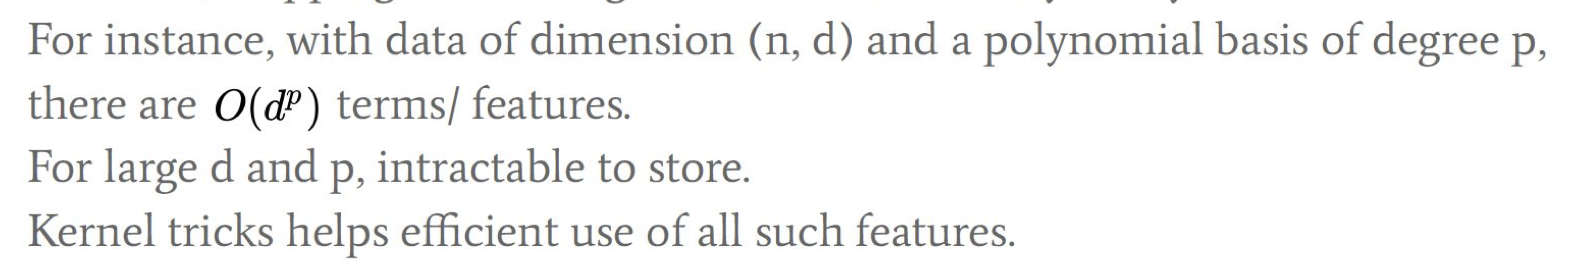 For instance, with data of dimension (n, d) and a polynomial basis of degree p,
there are O(dᵖ) terms/ features.
For large d and p, intractable to store.
Kernel tricks helps efficient use of all such features.